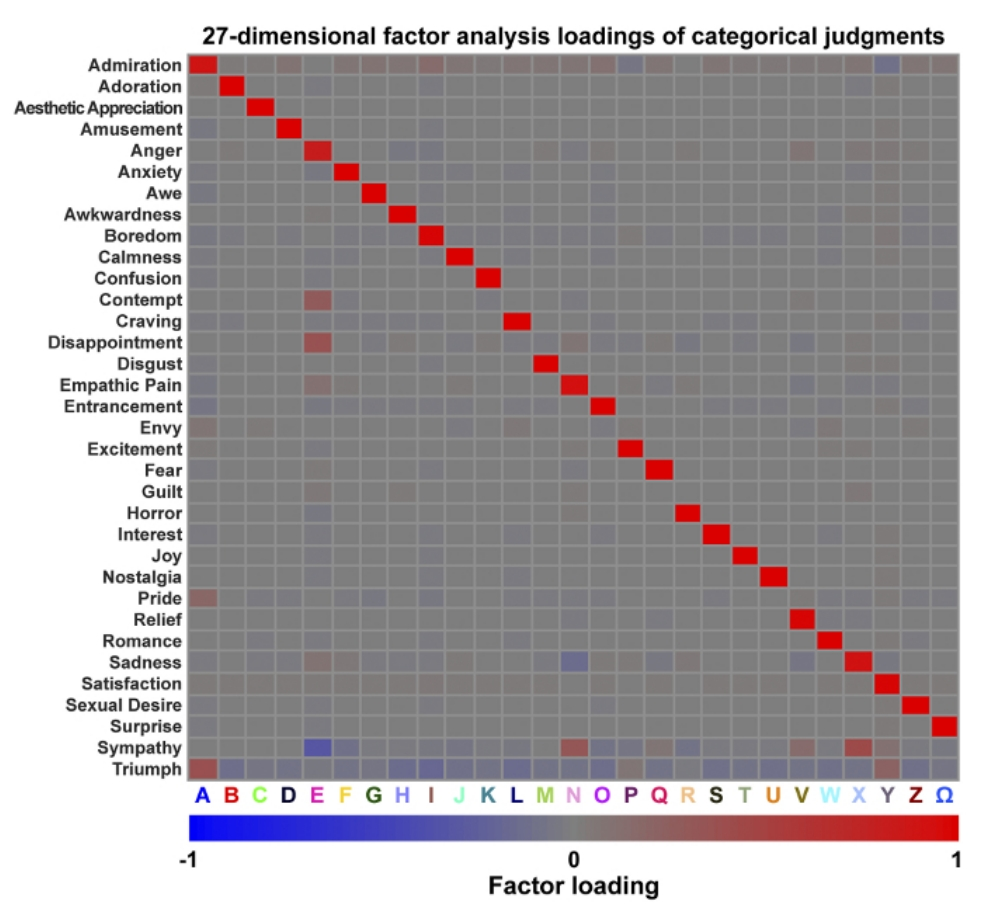 27-dimensional factor analysis loadings of categorical judgments
Admiration
Adoration
Aesthetic Appreciation
Amusement
Anger
Anxiety
Awe
Awkwardness
Boredom
Calmness
Confusion
Contempt
Craving
Disappointment
Disgust
Empathic Pain
Entrancement
Envy
Excitement
Fear
Guilt
Horror
Interest
Joy
Nostalgia
Pride
Relief
Romance
Sadness
Satisfaction
Sexual Desire
Surprise
Sympathy
Triumph
A B C D E F G H I J K L M N O P Q R S T U V W X Y Z Ω
-1 0 1
Factor loading